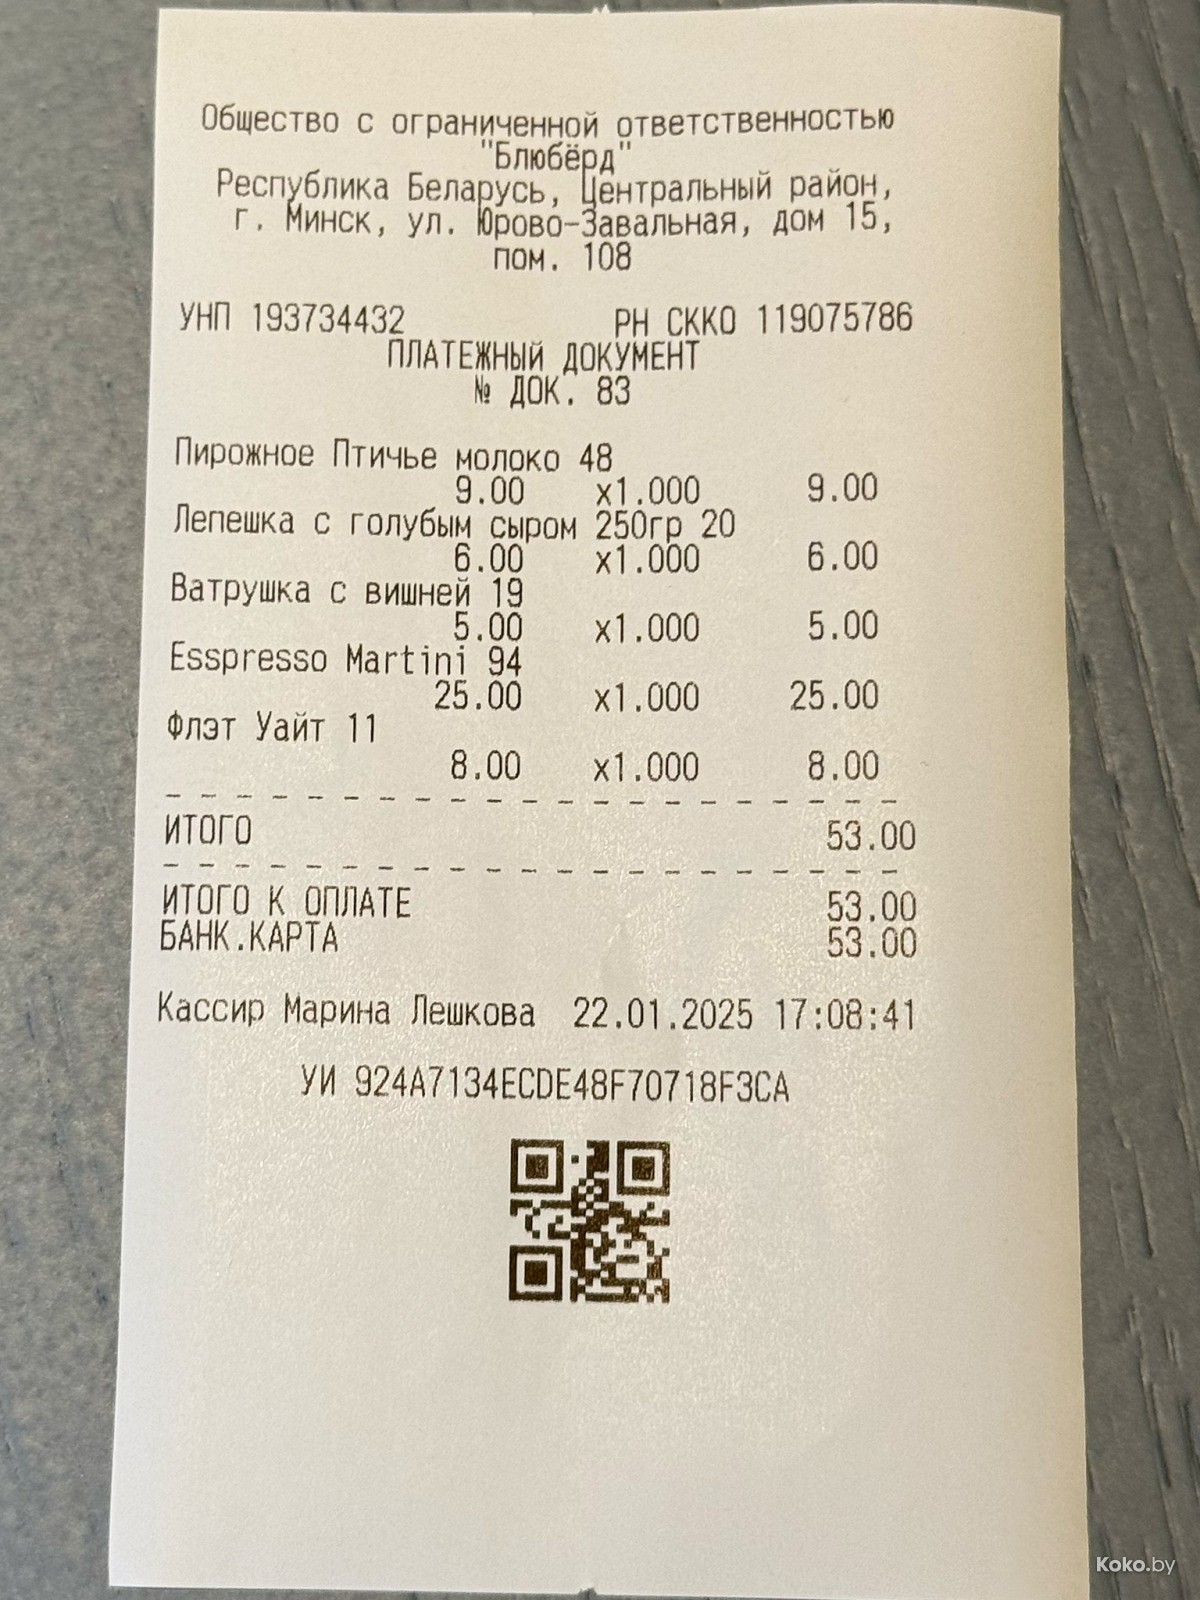 Общество с ограниченной ответственностью
"Блюбёрд"
Республика Беларусь, Центральный район,
г. Минск, ул. Юрово-Завальная, дом 15,
пом. 108
УНП 193734432 РН СККО 119075786
ПЛАТЕЖНЫЙ ДОКУМЕНТ
№ ДОК. 83
Пирожное Птичье молоко 48
9.00 x1.000 9.00
Лепешка с голубым сыром 250гр 20
6.00 x1.000 6.00
Ватрушка с вишней 19
5.00 x1.000 5.00
Esspresso Martini 94
25.00 x1.000 25.00
Флэт Уайт 11
8.00 x1.000 8.00
ИТОГО 53.00
ИТОГО К ОПЛАТЕ 53.00
БАНК.КАРТА 53.00
Кассир Марина Лешкова 22.01.2025 17:08:41
УИ 924A7134ECDE48F70718F3CA
Koko.by